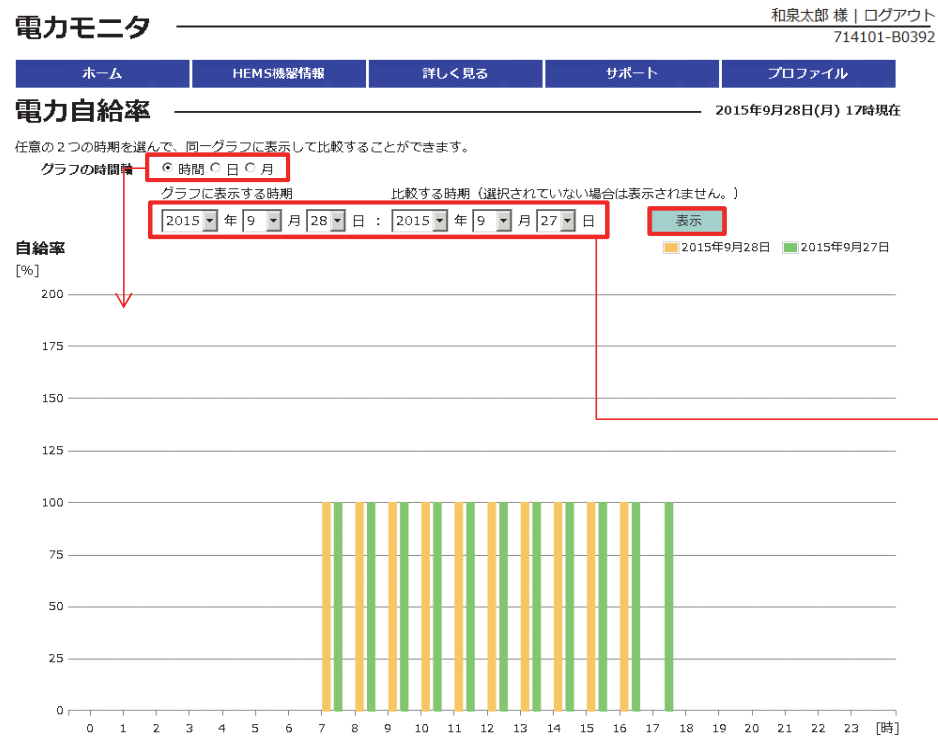 電力モニタ
和泉太郎 様 | ログアウト
714101-B0392
ホーム HEMS機器情報 詳しく見る サポート プロファイル
電力自給率
2015年9月28日(月) 17時現在
任意の2つの時期を選んで、同一グラフに表示して比較することができます。
グラフの時間軸 時間 日 月
グラフに表示する時期 比較する時期（選択されていない場合は表示されません。）
2015 年 9 月 28 日 : 2015 年 9 月 27 日 表示
自給率
2015年9月28日 2015年9月27日
[%]
200
175
150
125
100
75
50
25
0
0 1 2 3 4 5 6 7 8 9 10 11 12 13 14 15 16 17 18 19 20 21 22 23 [時]